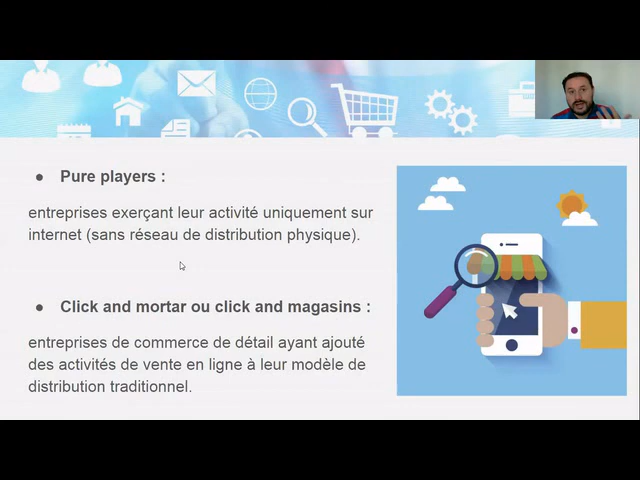 ● Pure players :
entreprises exerçant leur activité uniquement sur
internet (sans réseau de distribution physique).
● Click and mortar ou click and magasins :
entreprises de commerce de détail ayant ajouté
des activités de vente en ligne à leur modèle de
distribution traditionnel.